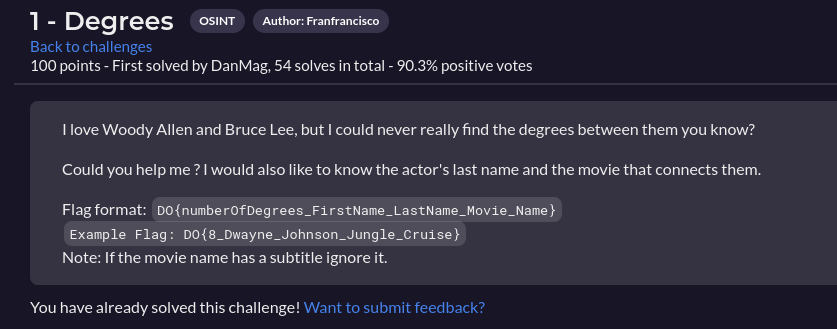 1 - Degrees OSINT Author: Franfrancisco
Back to challenges
100 points - First solved by DanMag, 54 solves in total - 90.3% positive votes
I love Woody Allen and Bruce Lee, but I could never really find the degrees between them you know?
Could you help me ? I would also like to know the actor's last name and the movie that connects them.
Flag format: DO{numberOfDegrees_FirstName_LastName_Movie_Name}
Example Flag: DO{8_Dwayne_Johnson_Jungle_Cruise}
Note: If the movie name has a subtitle ignore it.
You have already solved this challenge! Want to submit feedback?